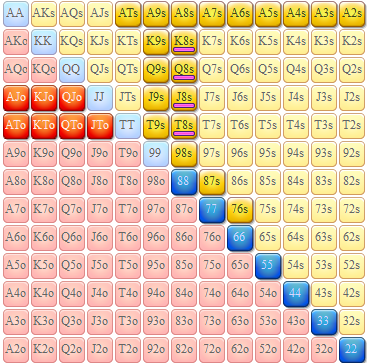 AA AKs AQs AJs ATs A9s A8s A7s A6s A5s A4s A3s A2s
AKo KK KQs KJs KTs K9s K8s K7s K6s K5s K4s K3s K2s
AQo KQo QQ QJs QTs Q9s Q8s Q7s Q6s Q5s Q4s Q3s Q2s
AJo KJo QJo JJ JTs J9s J8s J7s J6s J5s J4s J3s J2s
ATo KTo QTo JTo TT T9s T8s T7s T6s T5s T4s T3s T2s
A9o K9o Q9o J9o T9o 99 98s 97s 96s 95s 94s 93s 92s
A8o K8o Q8o J8o T8o 98o 88 87s 86s 85s 84s 83s 82s
A7o K7o Q7o J7o T7o 97o 87o 77 76s 75s 74s 73s 72s
A6o K6o Q6o J6o T6o 96o 86o 76o 66 65s 64s 63s 62s
A5o K5o Q5o J5o T5o 95o 85o 75o 65o 55 54s 53s 52s
A4o K4o Q4o J4o T4o 94o 84o 74o 64o 54o 44 43s 42s
A3o K3o Q3o J3o T3o 93o 83o 73o 63o 53o 43o 33 32s
A2o K2o Q2o J2o T2o 92o 82o 72o 62o 52o 42o 32o 22